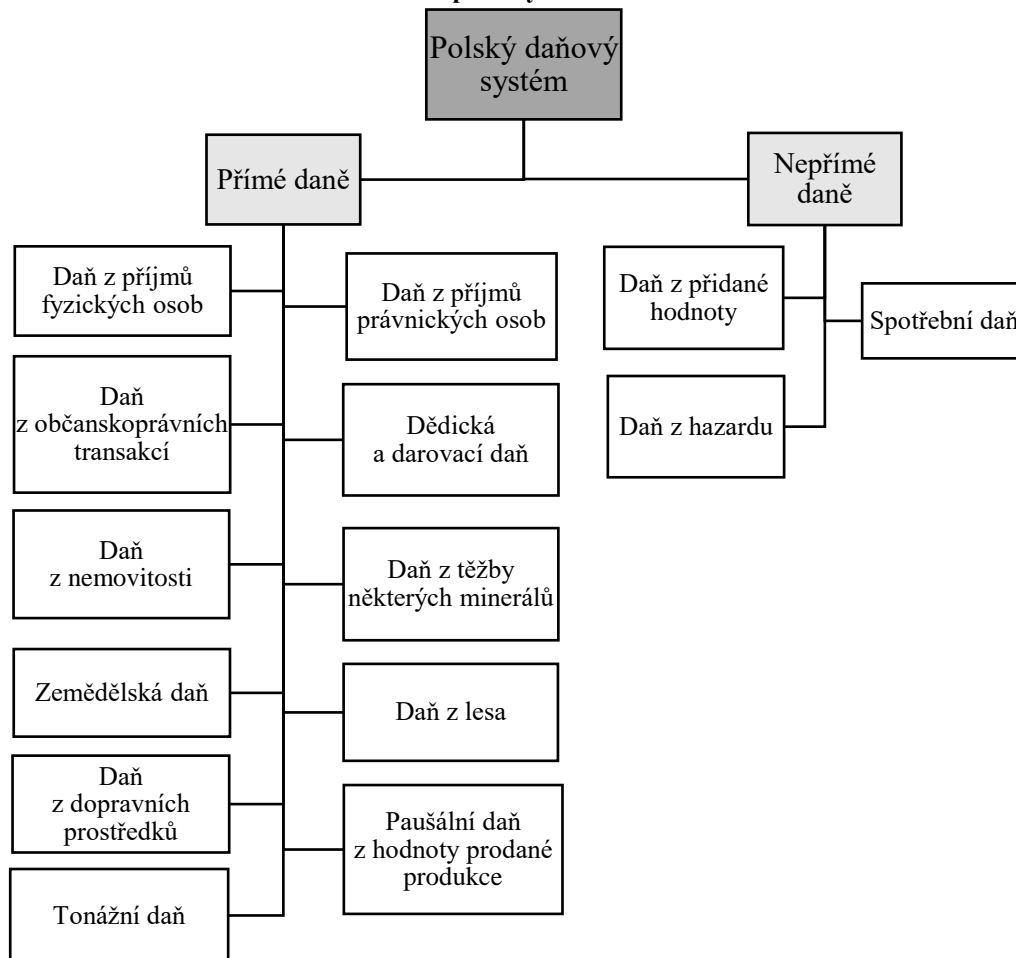 Polský daňový
systém
Přímé daně
Nepřímé
daně
Daň z příjmů
fyzických osob
Daň z příjmů
právnických osob
Daň
z občanskoprávních
transakcí
Dědická
a darovací daň
Daň
z nemovitosti
Daň z těžby
některých minerálů
Zemědělská daň
Daň z lesa
Daň
z dopravních
prostředků
Paušální daň
z hodnoty prodané
produkce
Tonážní daň
Daň z přidané
hodnoty
Spotřební daň
Daň z hazardu